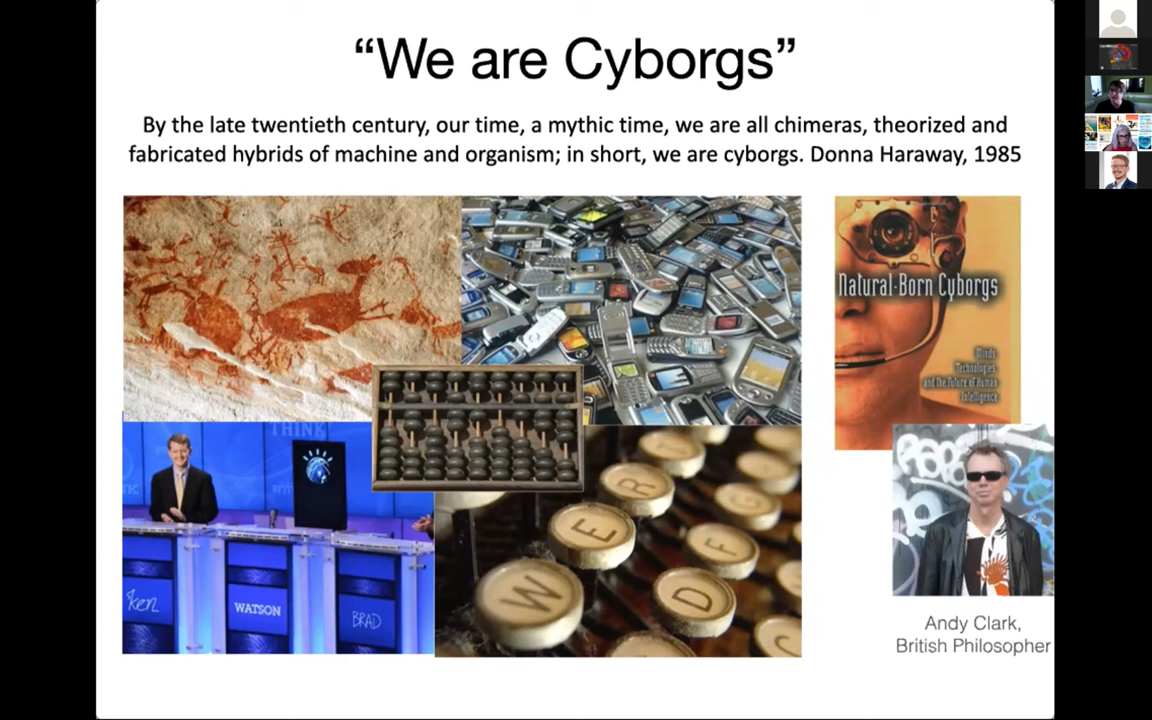 “We are Cyborgs”
By the late twentieth century, our time, a mythic time, we are all chimeras, theorized and
fabricated hybrids of machine and organism; in short, we are cyborgs. Donna Haraway, 1985
Natural-Born Cyborgs
Minds,
Technologies,
and the Future of Human
Intelligence
THINK
Ken
WATSON
BRAD
R
E
W
G
F
D
C
Andy Clark,
British Philosopher